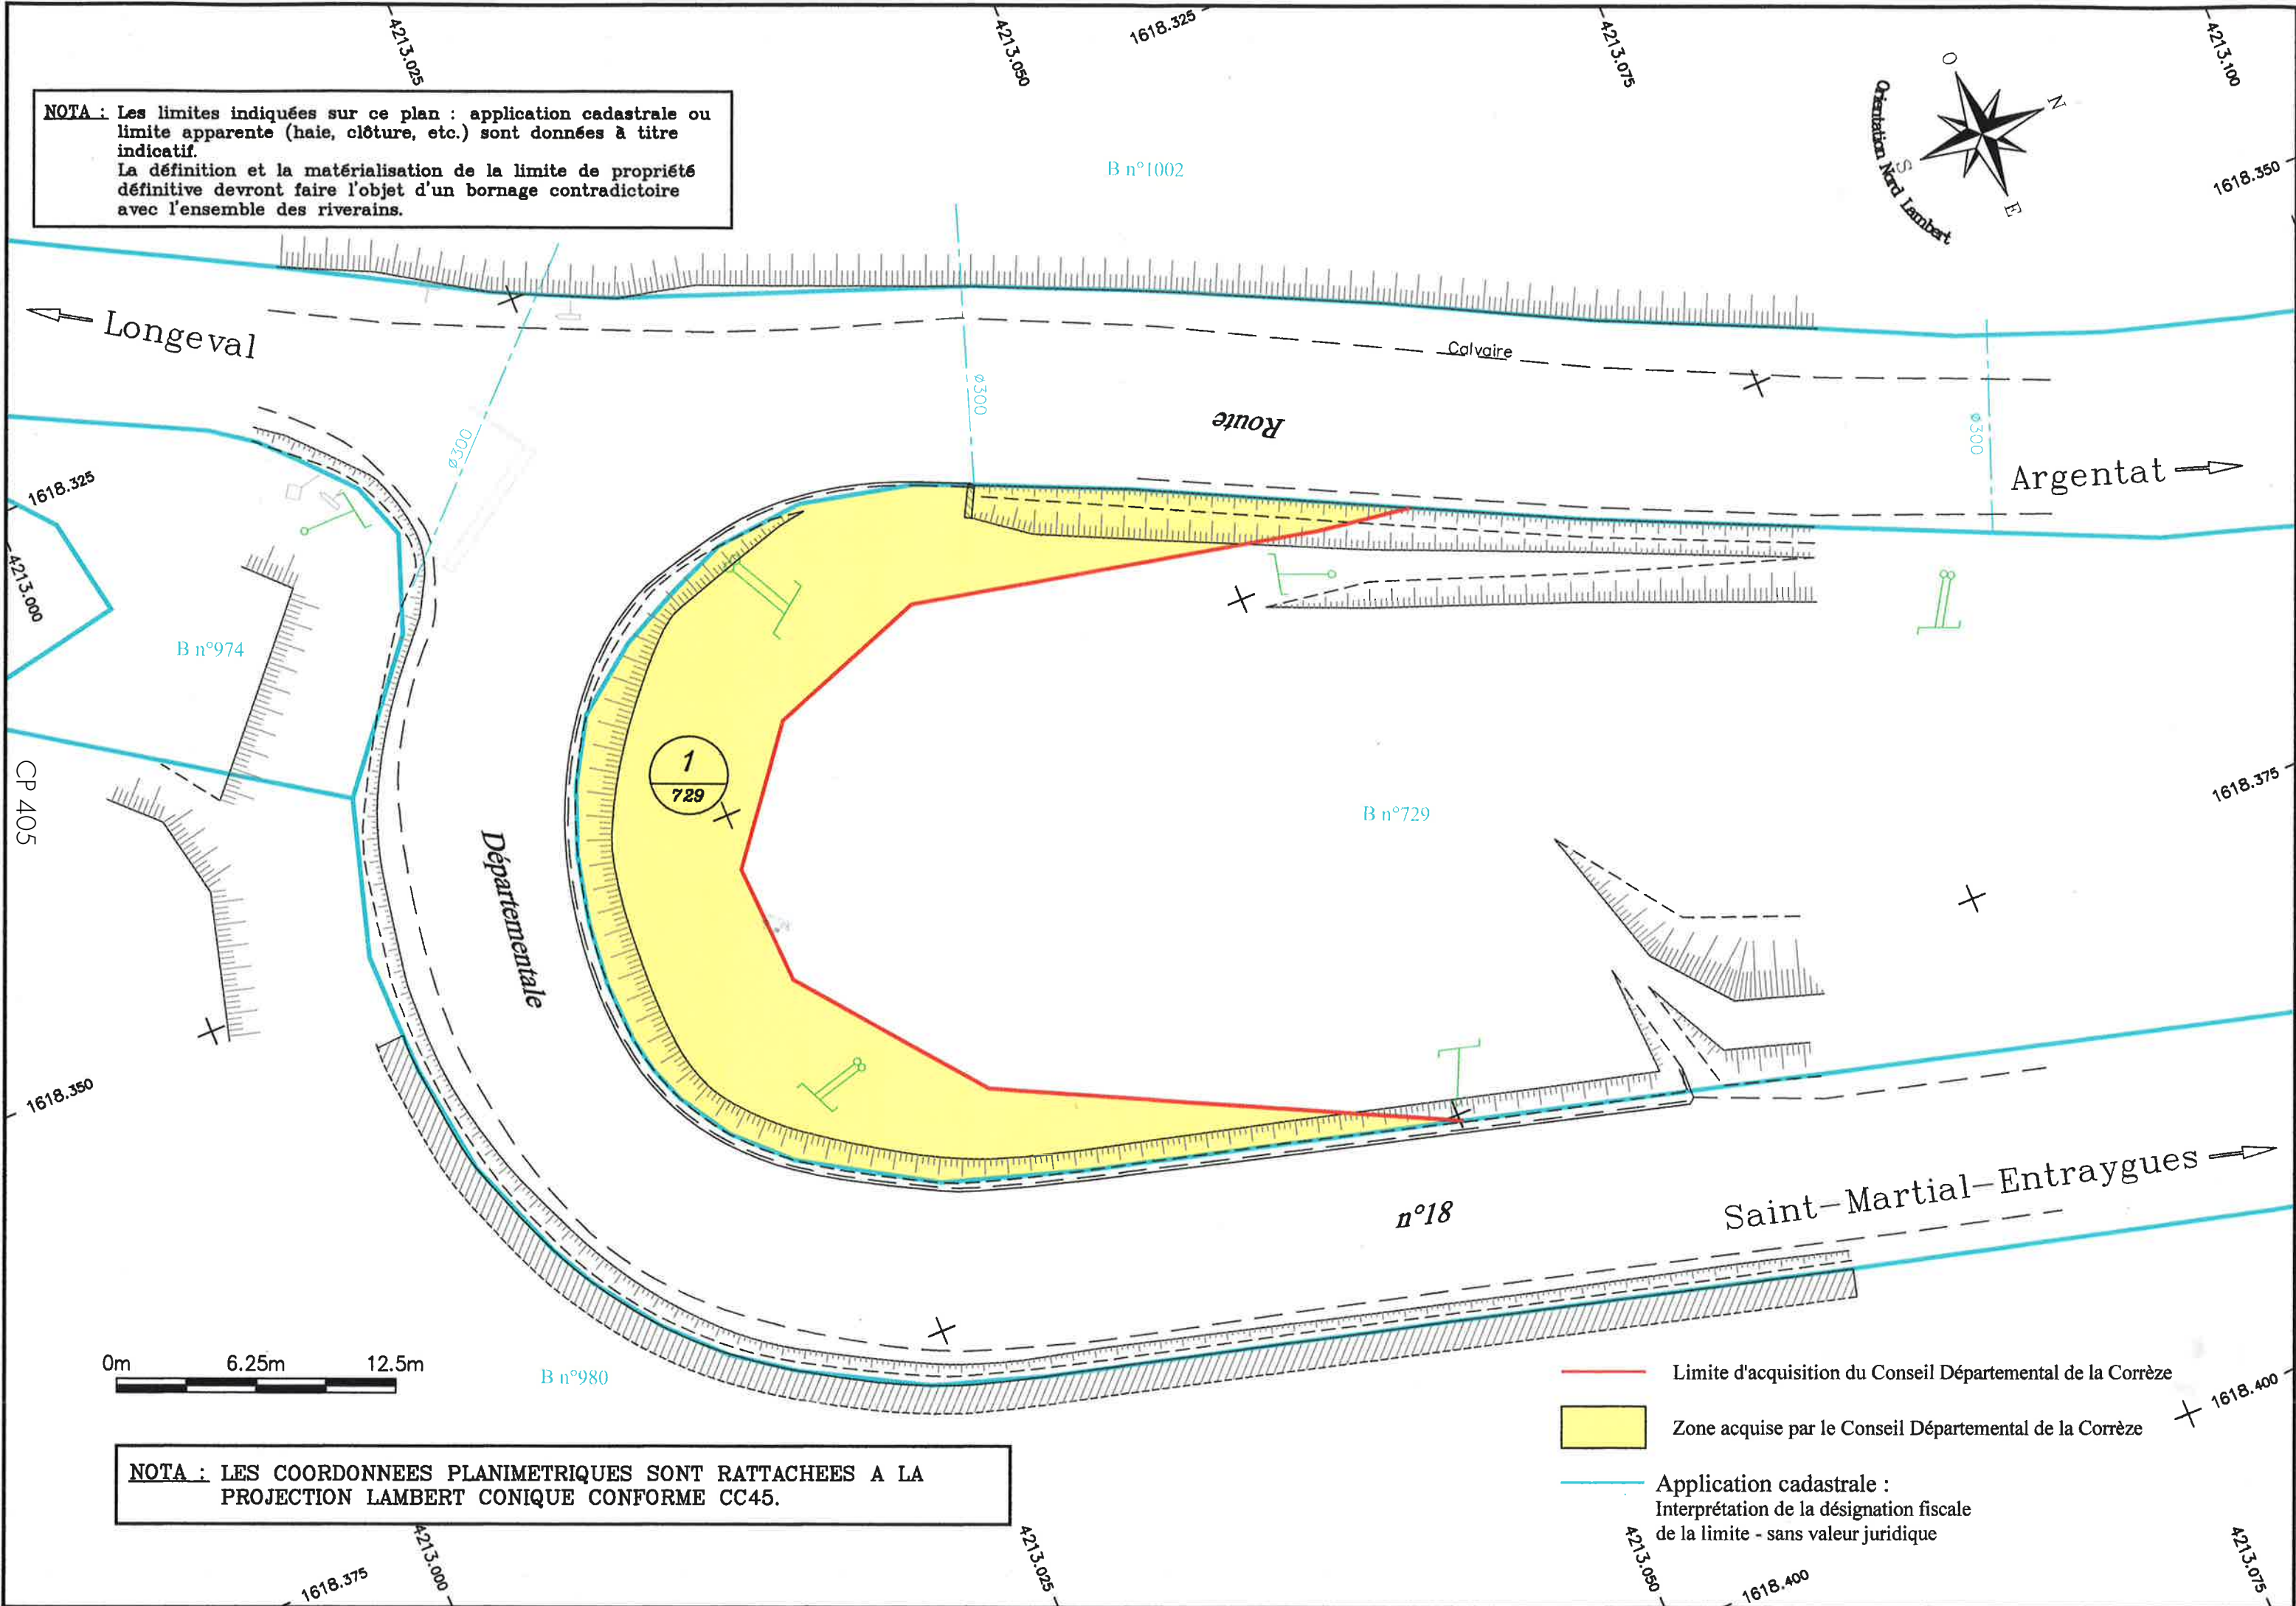 4213.025
4213.050
1618.325
4213.075
4213.100
NOTA : Les limites indiquées sur ce plan : application cadastrale ou
limite apparente (haie, clôture, etc.) sont données à titre
indicatif.
La définition et la matérialisation de la limite de propriété
définitive devront faire l'objet d'un bornage contradictoire
avec l'ensemble des riverains.
B n°1002
O
N
S
E
Orientation Nord Lambert
1618.350
Longeval
Calvaire
ø300
ø300
ø300
Route
Argentat
1618.325
4213.000
B n°974
1
729
B n°729
1618.375
CP 405
Départementale
1618.350
n°18
Saint-Martial-Entraygues
0m 6.25m 12.5m
B n°980
Limite d'acquisition du Conseil Départemental de la Corrèze
1618.400
Zone acquise par le Conseil Départemental de la Corrèze
NOTA : LES COORDONNEES PLANIMETRIQUES SONT RATTACHEES A LA
PROJECTION LAMBERT CONIQUE CONFORME CC45.
Application cadastrale :
Interprétation de la désignation fiscale
de la limite - sans valeur juridique
1618.375
4213.000
4213.025
4213.050
1618.400
4213.075